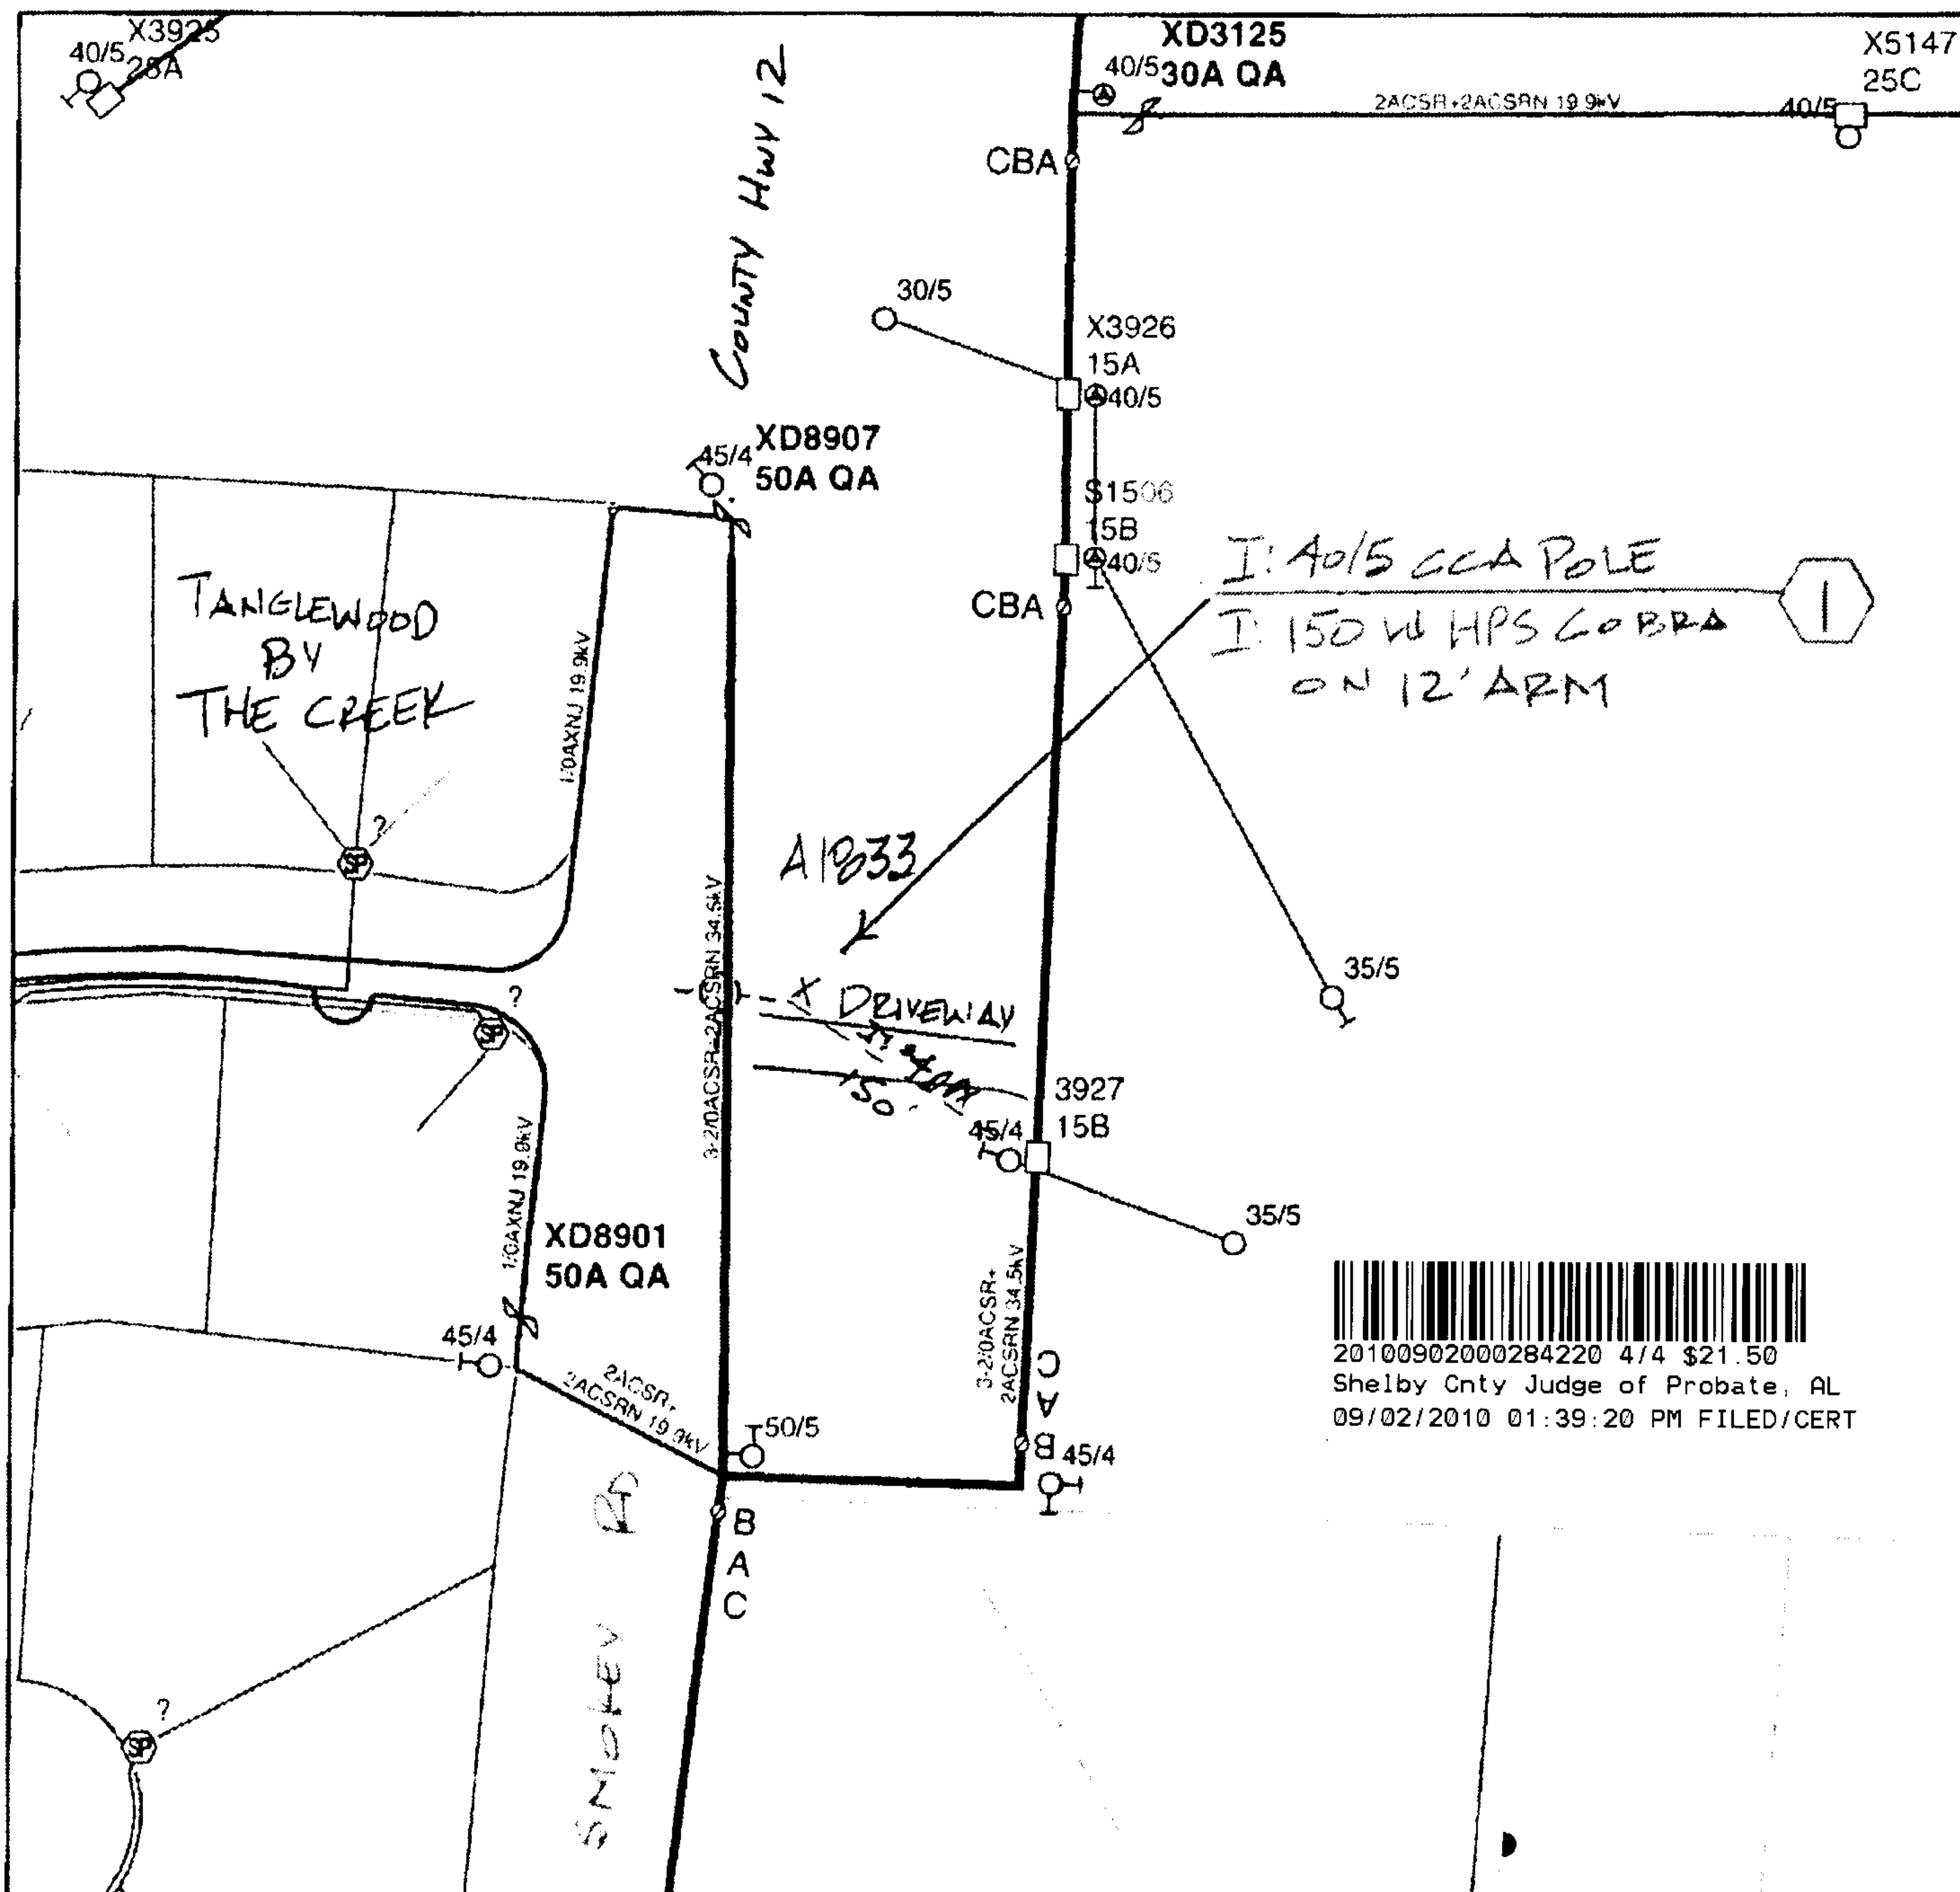 X3925
40/5
25A
COUNTY HWY 12
XD3125
40/5 30A QA
2ACSR+2ACSRN 19.9kV
X5147
25C
40/5
CBA
30/5
X3926
15A
40/5
XD8907
45/4
50A QA
S1506
15B
40/5
CBA
I: 40/5 CCA POLE
I: 150 W HPS COBRA
ON 12' ARM
1
TANGLEWOOD
BY
THE CREEK
1/0AXNJ 19.9kV
?
SP
A1833
3-2/0ACSR+2ACSRN 34.5kV
35/5
X DRIVEWAY
?
SP
50'
3927
15B
45/4
35/5
1/0AXNJ 19.9kV
XD8901
50A QA
45/4
2ACSR+
2ACSRN 19.9kV
3-2/0ACSR+
2ACSRN 34.5kV
C
A
B
45/4
50/5
B
A
C
SMOKEY RD
?
SP
20100902000284220 4/4 $21.50
Shelby Cnty Judge of Probate, AL
09/02/2010 01:39:20 PM FILED/CERT